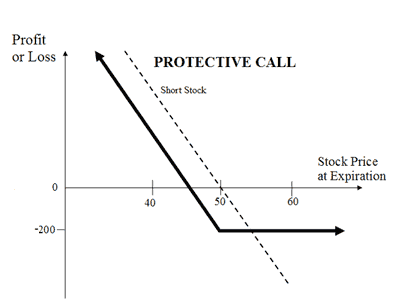 Profit
or Loss
PROTECTIVE CALL
Short Stock
Stock Price
at Expiration
0
40
50
60
-200